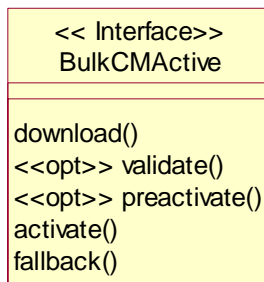 << Interface>>
BulkCMActive
download()
<<opt>> validate()
<<opt>> preactivate()
activate()
fallback()